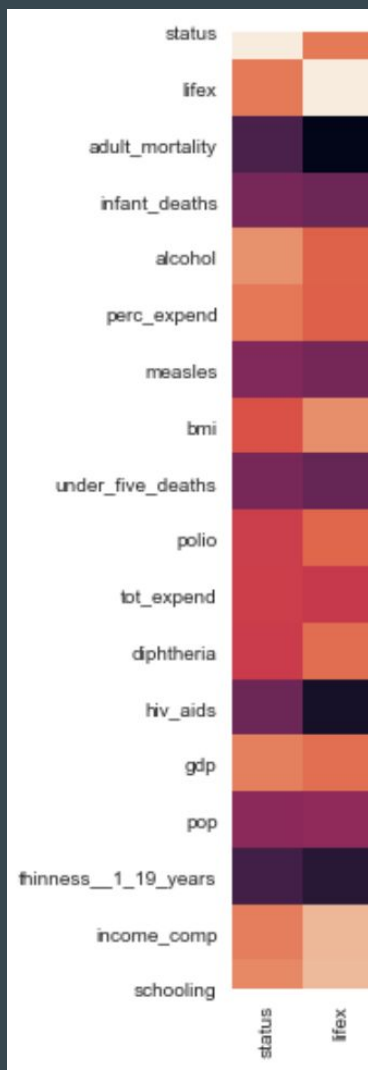 status
lifex
adult_mortality
infant_deaths
alcohol
perc_expend
measles
bmi
under_five_deaths
polio
tot_expend
diphtheria
hiv_aids
gdp
pop
thinness__1_19_years
income_comp
schooling
status
lifex